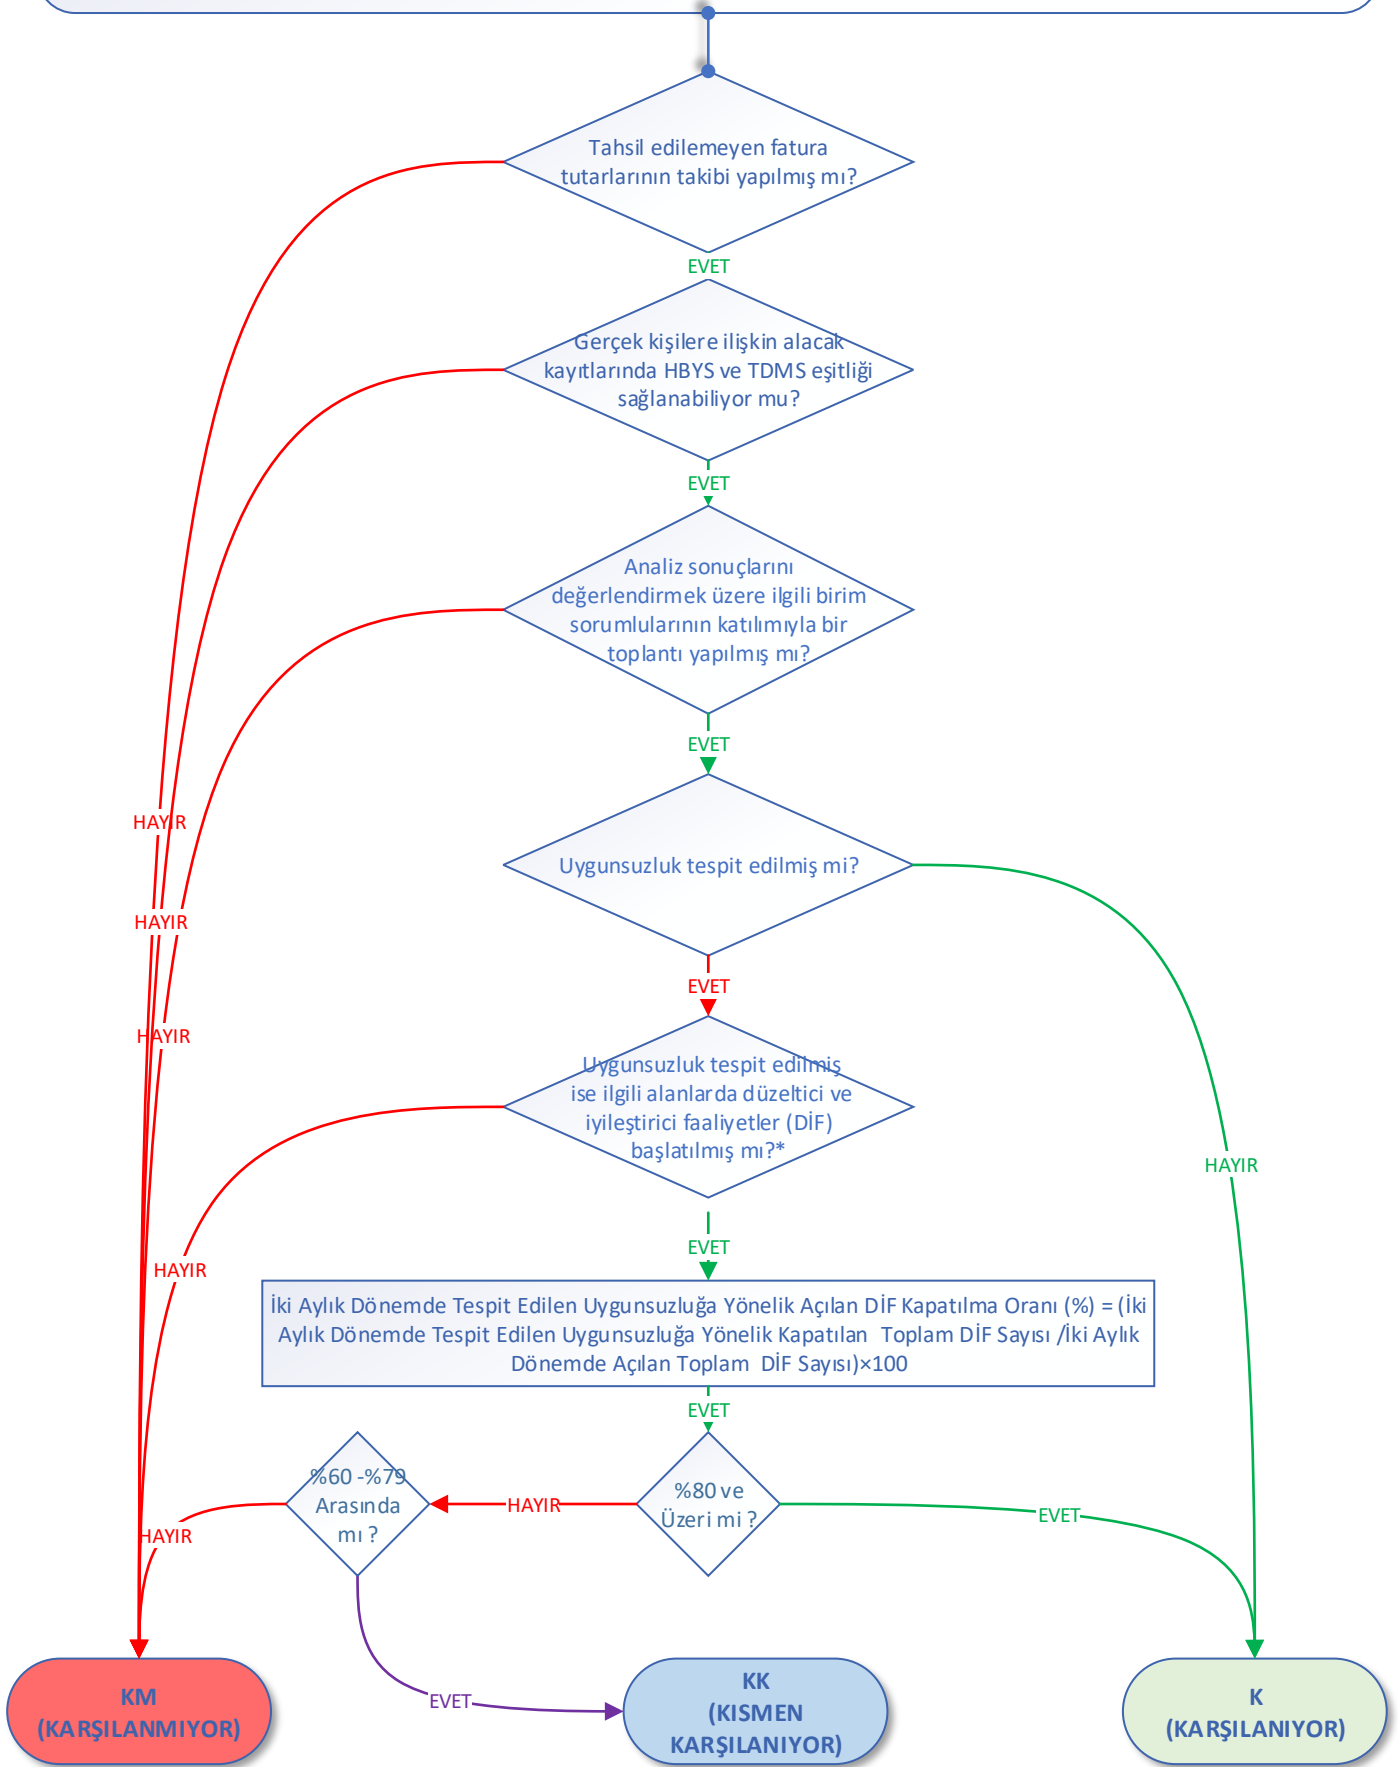 Tahsil edilemeyen fatura
tutarlarının takibi yapılmış mı?
EVET
Gerçek kişilere ilişkin alacak
kayıtlarında HBYS ve TDMS eşitliği
sağlanabiliyor mu?
EVET
Analiz sonuçlarını
değerlendirmek üzere ilgili birim
sorumlularının katılımıyla bir
toplantı yapılmış mı?
EVET
HAYIR
Uygunsuzluk tespit edilmiş mi?
HAYIR
EVET
HAYIR
Uygunsuzluk tespit edilmiş
ise ilgili alanlarda düzeltici ve
iyileştirici faaliyetler (DİF)
başlatılmış mı?*
HAYIR
EVET
HAYIR
İki Aylık Dönemde Tespit Edilen Uygunsuzluğa Yönelik Açılan DİF Kapatılma Oranı (%) = (İki
Aylık Dönemde Tespit Edilen Uygunsuzluğa Yönelik Kapatılan Toplam DİF Sayısı /İki Aylık
Dönemde Açılan Toplam DİF Sayısı)×100
EVET
%60 -%79
Arasında
mı ?
HAYIR
%80 ve
Üzeri mi ?
EVET
HAYIR
EVET
KM
(KARŞILANMIYOR)
KK
(KISMEN
KARŞILANIYOR)
K
(KARŞILANIYOR)